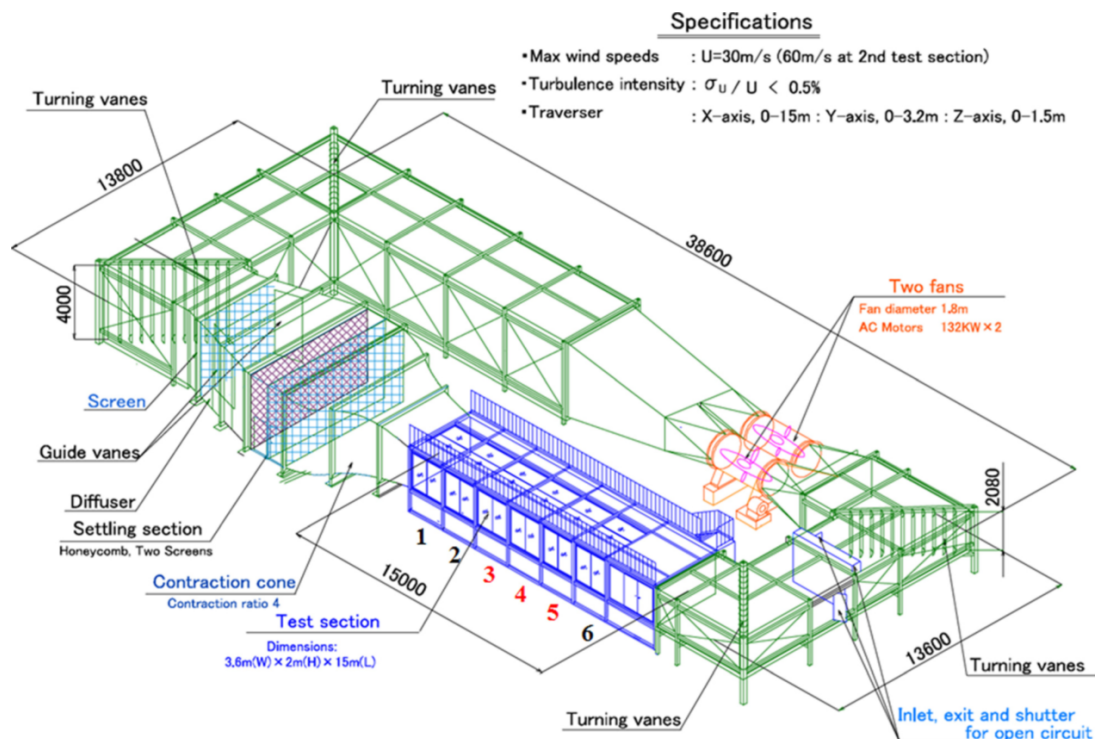 Specifications
•Max wind speeds : U=30m/s (60m/s at 2nd test section)
•Turbulence intensity : σU / U < 0.5%
•Traverser : X-axis, 0-15m : Y-axis, 0-3.2m : Z-axis, 0-1.5m
Turning vanes
Turning vanes
13800
38600
4000
Two fans
Fan diameter 1.8m
AC Motors 132KW×2
Screen
Guide vanes
Diffuser
Settling section
Honeycomb, Two Screens
Contraction cone
Contraction ratio 4
15000
Test section
Dimensions:
3.6m(W)×2m(H)×15m(L)
1
2
3
4
5
6
2080
13600
Turning vanes
Turning vanes
Inlet, exit and shutter
for open circuit